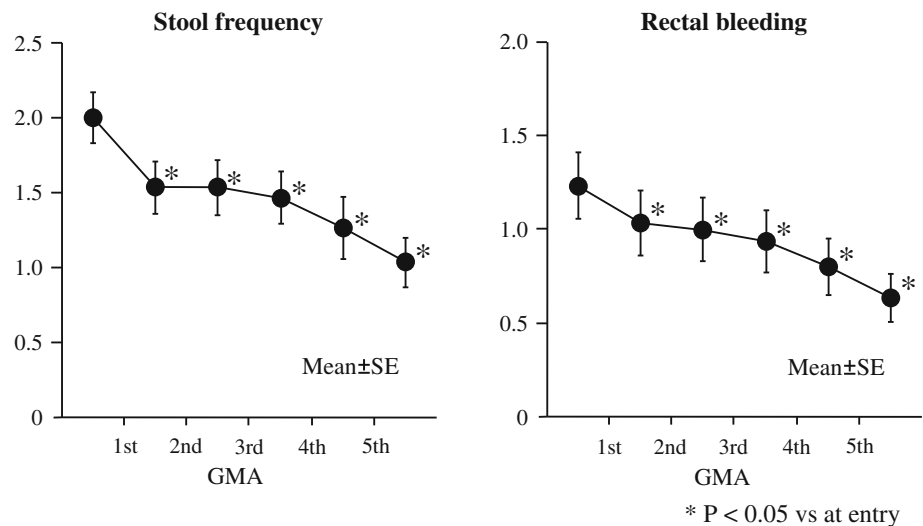 Stool frequency
2.5
2.0
1.5
1.0
0.5
0
*
*
*
*
*
Mean±SE
1st 2nd 3rd 4th 5th
GMA
Rectal bleeding
2.0
1.5
1.0
0.5
0
*
*
*
*
*
Mean±SE
1st 2nd 3rd 4th 5th
GMA
* P < 0.05 vs at entry